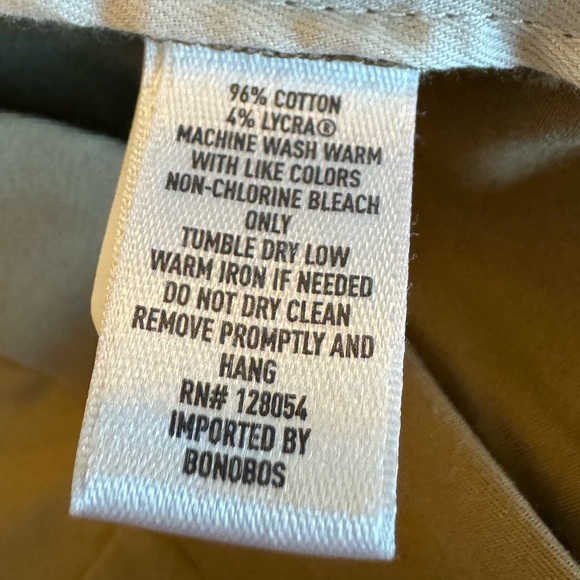 96% COTTON
4% LYCRA®
MACHINE WASH WARM
WITH LIKE COLORS
NON-CHLORINE BLEACH
ONLY
TUMBLE DRY LOW
WARM IRON IF NEEDED
DO NOT DRY CLEAN
REMOVE PROMPTLY AND
HANG
RN# 128054
IMPORTED BY
BONOBOS